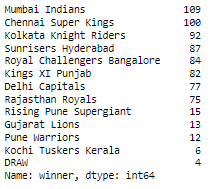 Mumbai Indians 109
Chennai Super Kings 100
Kolkata Knight Riders 92
Sunrisers Hyderabad 87
Royal Challengers Bangalore 84
Kings XI Punjab 82
Delhi Capitals 77
Rajasthan Royals 75
Rising Pune Supergiant 15
Gujarat Lions 13
Pune Warriors 12
Kochi Tuskers Kerala 6
DRAW 4
Name: winner, dtype: int64